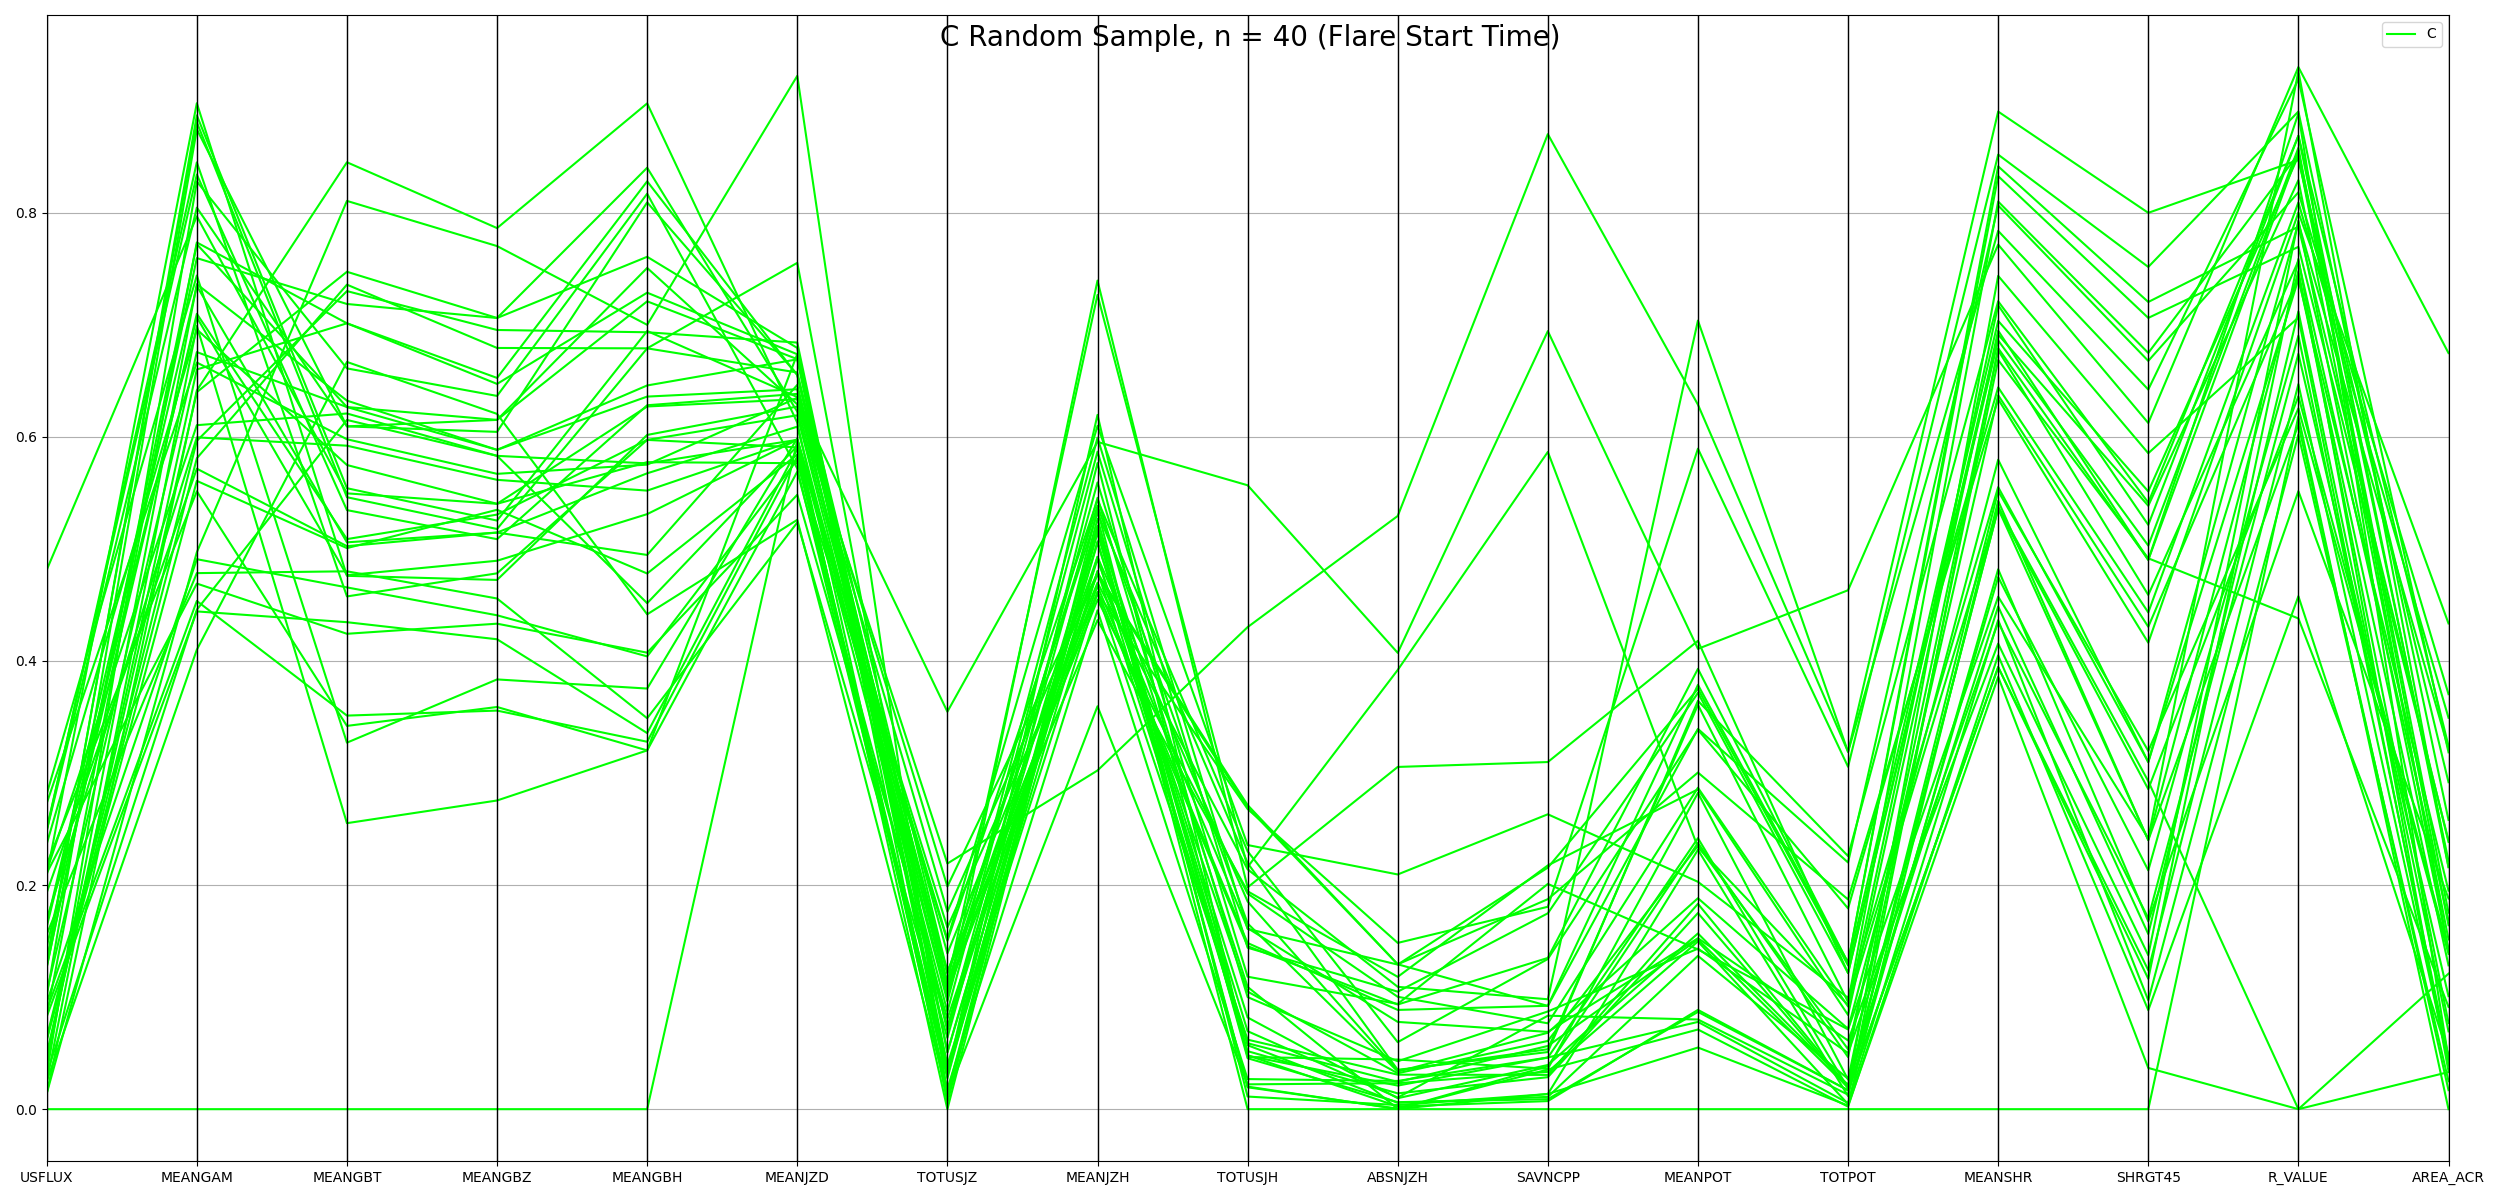 C Random Sample, n = 40 (Flare Start Time)
C
0.8
0.6
0.4
0.2
0.0
USFLUX MEANGAM MEANGBT MEANGBZ MEANGBH MEANJZD TOTUSJZ MEANJZH TOTUSJH ABSNJZH SAVNCPP MEANPOT TOTPOT MEANSHR SHRGT45 R_VALUE AREA_ACR